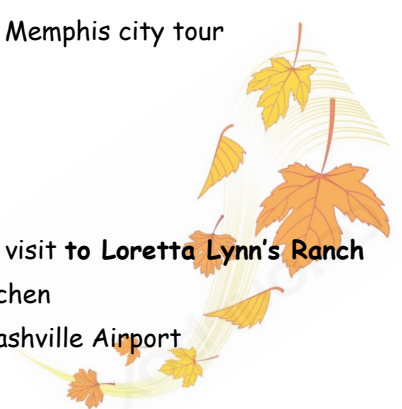 Memphis city tour
visit to Loretta Lynn's Ranch
chen
ashville Airport